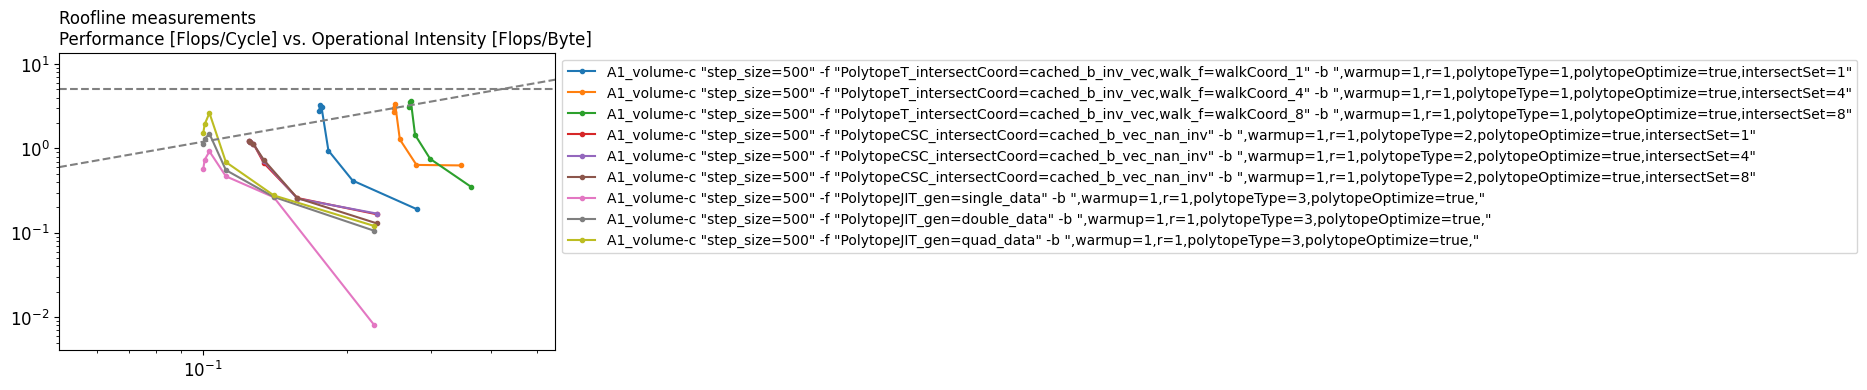 Roofline measurements
Performance [Flops/Cycle] vs. Operational Intensity [Flops/Byte]
10¹
10⁰
10⁻¹
10⁻²
10⁻¹
A1_volume-c "step_size=500" -f "PolytopeT_intersectCoord=cached_b_inv_vec,walk_f=walkCoord_1" -b ",warmup=1,r=1,polytopeType=1,polytopeOptimize=true,intersectSet=1"
A1_volume-c "step_size=500" -f "PolytopeT_intersectCoord=cached_b_inv_vec,walk_f=walkCoord_4" -b ",warmup=1,r=1,polytopeType=1,polytopeOptimize=true,intersectSet=4"
A1_volume-c "step_size=500" -f "PolytopeT_intersectCoord=cached_b_inv_vec,walk_f=walkCoord_8" -b ",warmup=1,r=1,polytopeType=1,polytopeOptimize=true,intersectSet=8"
A1_volume-c "step_size=500" -f "PolytopeCSC_intersectCoord=cached_b_vec_nan_inv" -b ",warmup=1,r=1,polytopeType=2,polytopeOptimize=true,intersectSet=1"
A1_volume-c "step_size=500" -f "PolytopeCSC_intersectCoord=cached_b_vec_nan_inv" -b ",warmup=1,r=1,polytopeType=2,polytopeOptimize=true,intersectSet=4"
A1_volume-c "step_size=500" -f "PolytopeCSC_intersectCoord=cached_b_vec_nan_inv" -b ",warmup=1,r=1,polytopeType=2,polytopeOptimize=true,intersectSet=8"
A1_volume-c "step_size=500" -f "PolytopeJIT_gen=single_data" -b ",warmup=1,r=1,polytopeType=3,polytopeOptimize=true,"
A1_volume-c "step_size=500" -f "PolytopeJIT_gen=double_data" -b ",warmup=1,r=1,polytopeType=3,polytopeOptimize=true,"
A1_volume-c "step_size=500" -f "PolytopeJIT_gen=quad_data" -b ",warmup=1,r=1,polytopeType=3,polytopeOptimize=true,"